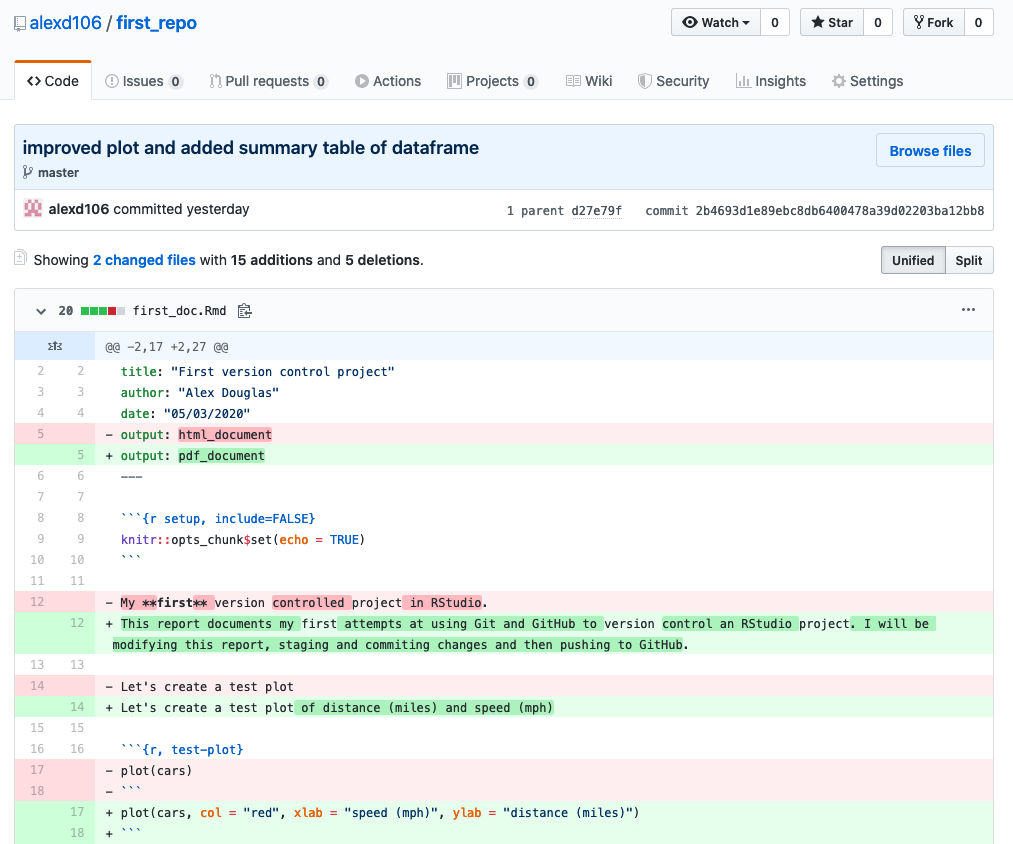 alexd106 / first_repo
Watch 0 Star 0 Fork 0
Code Issues 0 Pull requests 0 Actions Projects 0 Wiki Security Insights Settings
improved plot and added summary table of dataframe
Browse files
master
alexd106 committed yesterday 1 parent d27e79f commit 2b4693d1e89ebc8db6400478a39d02203ba12bb8
Showing 2 changed files with 15 additions and 5 deletions.
Unified Split
20 first_doc.Rmd ...
@@ -2,17 +2,27 @@
2 2 title: "First version control project"
3 3 author: "Alex Douglas"
4 4 date: "05/03/2020"
5 - output: html_document
5 + output: pdf_document
6 6 ---
7 7
8 8 ```{r setup, include=FALSE}
9 9 knitr::opts_chunk$set(echo = TRUE)
10 10 ```
11 11
12 - My **first** version controlled project in RStudio.
12 + This report documents my first attempts at using Git and GitHub to version control an RStudio project. I will be
modifying this report, staging and commiting changes and then pushing to GitHub.
13 13
14 - Let's create a test plot
14 + Let's create a test plot of distance (miles) and speed (mph)
15 15
16 16 ```{r, test-plot}
17 - plot(cars)
18 - ```
17 + plot(cars, col = "red", xlab = "speed (mph)", ylab = "distance (miles)")
18 + ```